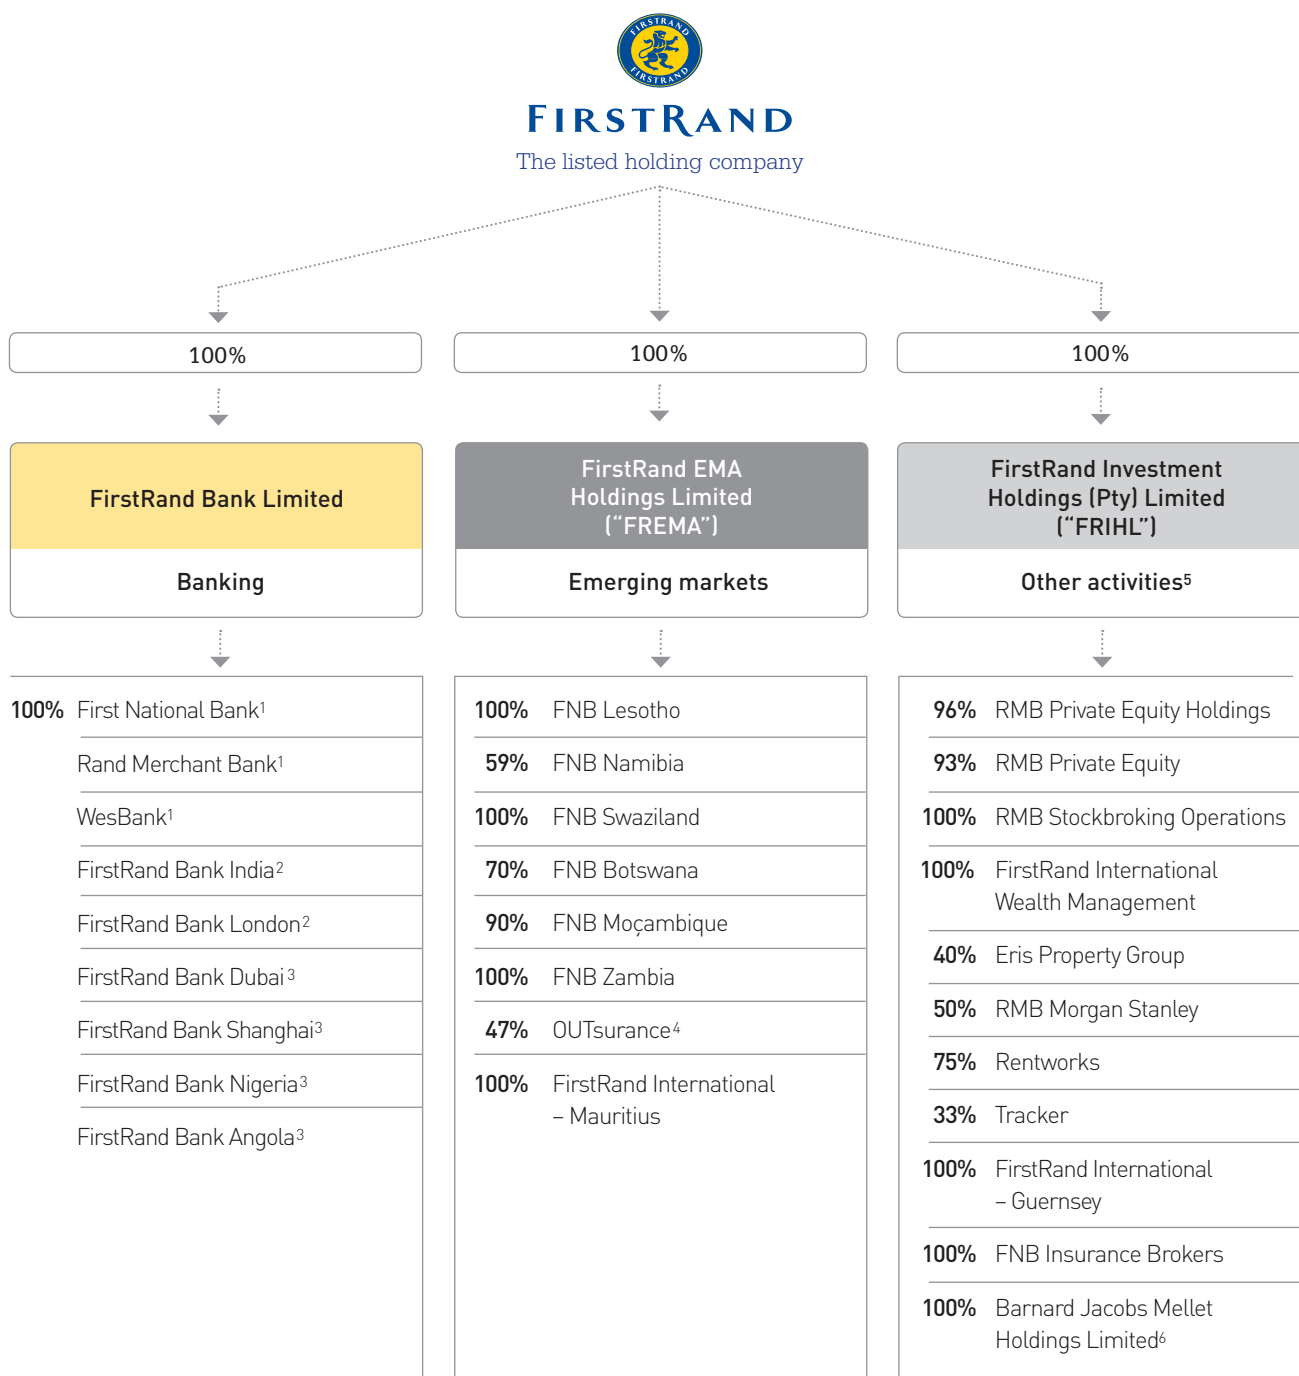 FIRSTRAND
FIRSTRAND
FIRSTRAND
The listed holding company
100%
100%
100%
FirstRand Bank Limited
Banking
FirstRand EMA
Holdings Limited
(“FREMA”)
Emerging markets
FirstRand Investment
Holdings (Pty) Limited
(“FRIHL”)
Other activities⁵
100% First National Bank¹
Rand Merchant Bank¹
WesBank¹
FirstRand Bank India²
FirstRand Bank London²
FirstRand Bank Dubai³
FirstRand Bank Shanghai³
FirstRand Bank Nigeria³
FirstRand Bank Angola³
100% FNB Lesotho
59% FNB Namibia
100% FNB Swaziland
70% FNB Botswana
90% FNB Moçambique
100% FNB Zambia
47% OUTsurance⁴
100% FirstRand International
– Mauritius
96% RMB Private Equity Holdings
93% RMB Private Equity
100% RMB Stockbroking Operations
100% FirstRand International
Wealth Management
40% Eris Property Group
50% RMB Morgan Stanley
75% Rentworks
33% Tracker
100% FirstRand International
– Guernsey
100% FNB Insurance Brokers
100% Barnard Jacobs Mellet
Holdings Limited⁶